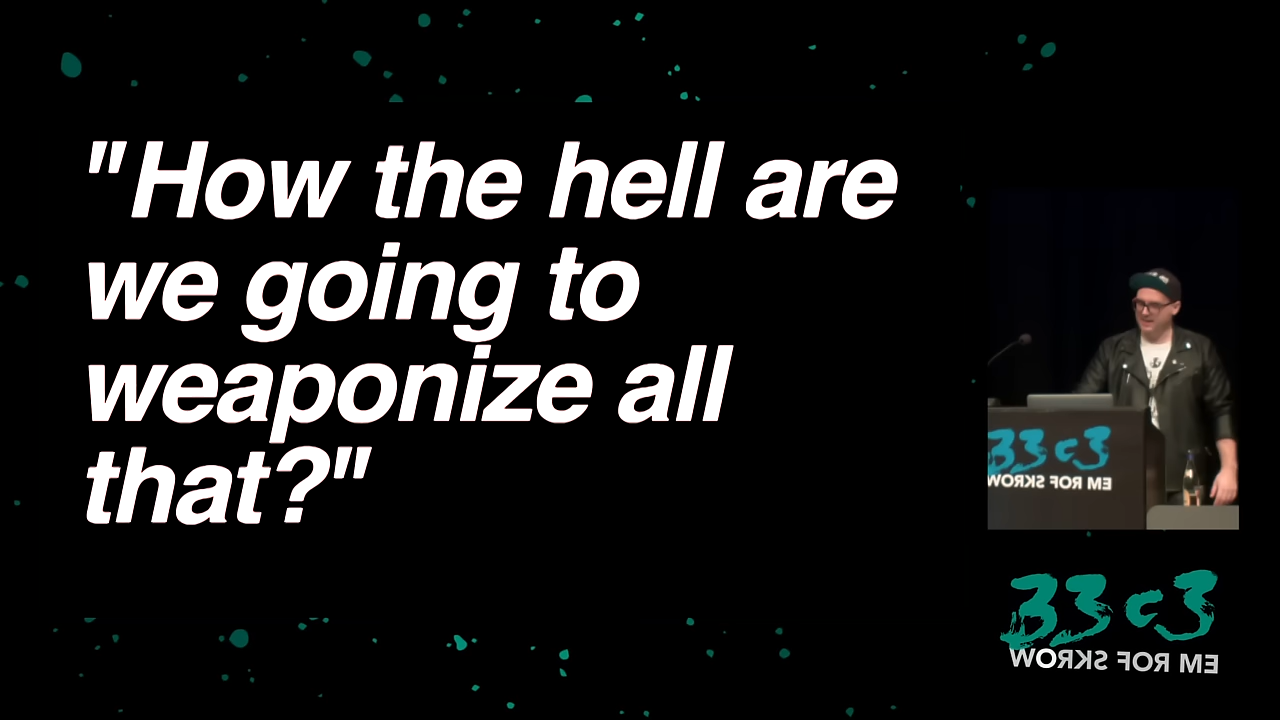 "How the hell are
we going to
weaponize all
that?"
33c3
WORKS FOR ME
33c3
WORKS FOR ME